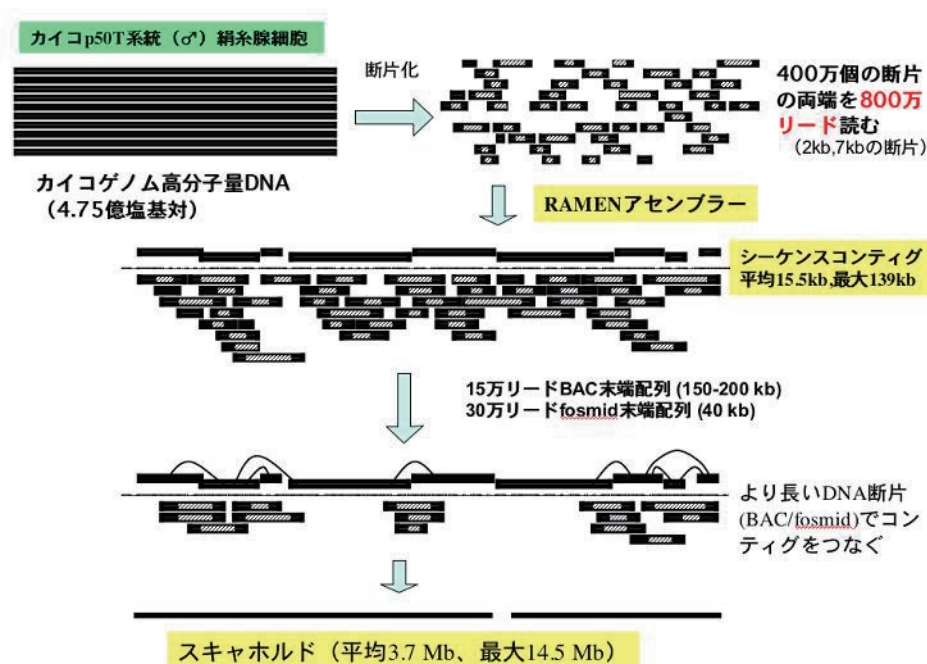 カイコp50T系統（♂）絹糸腺細胞
断片化
400万個の断片
の両端を800万
リード読む
（2kb,7kbの断片）
カイコゲノム高分子量DNA
（4.75億塩基対）
RAMENアセンブラー
シーケンスコンティグ
平均15.5kb,最大139kb
15万リードBAC末端配列 (150-200 kb)
30万リードfosmid末端配列 (40 kb)
より長いDNA断片
(BAC/fosmid)でコン
ティグをつなぐ
スキャホルド（平均3.7 Mb、最大14.5 Mb）